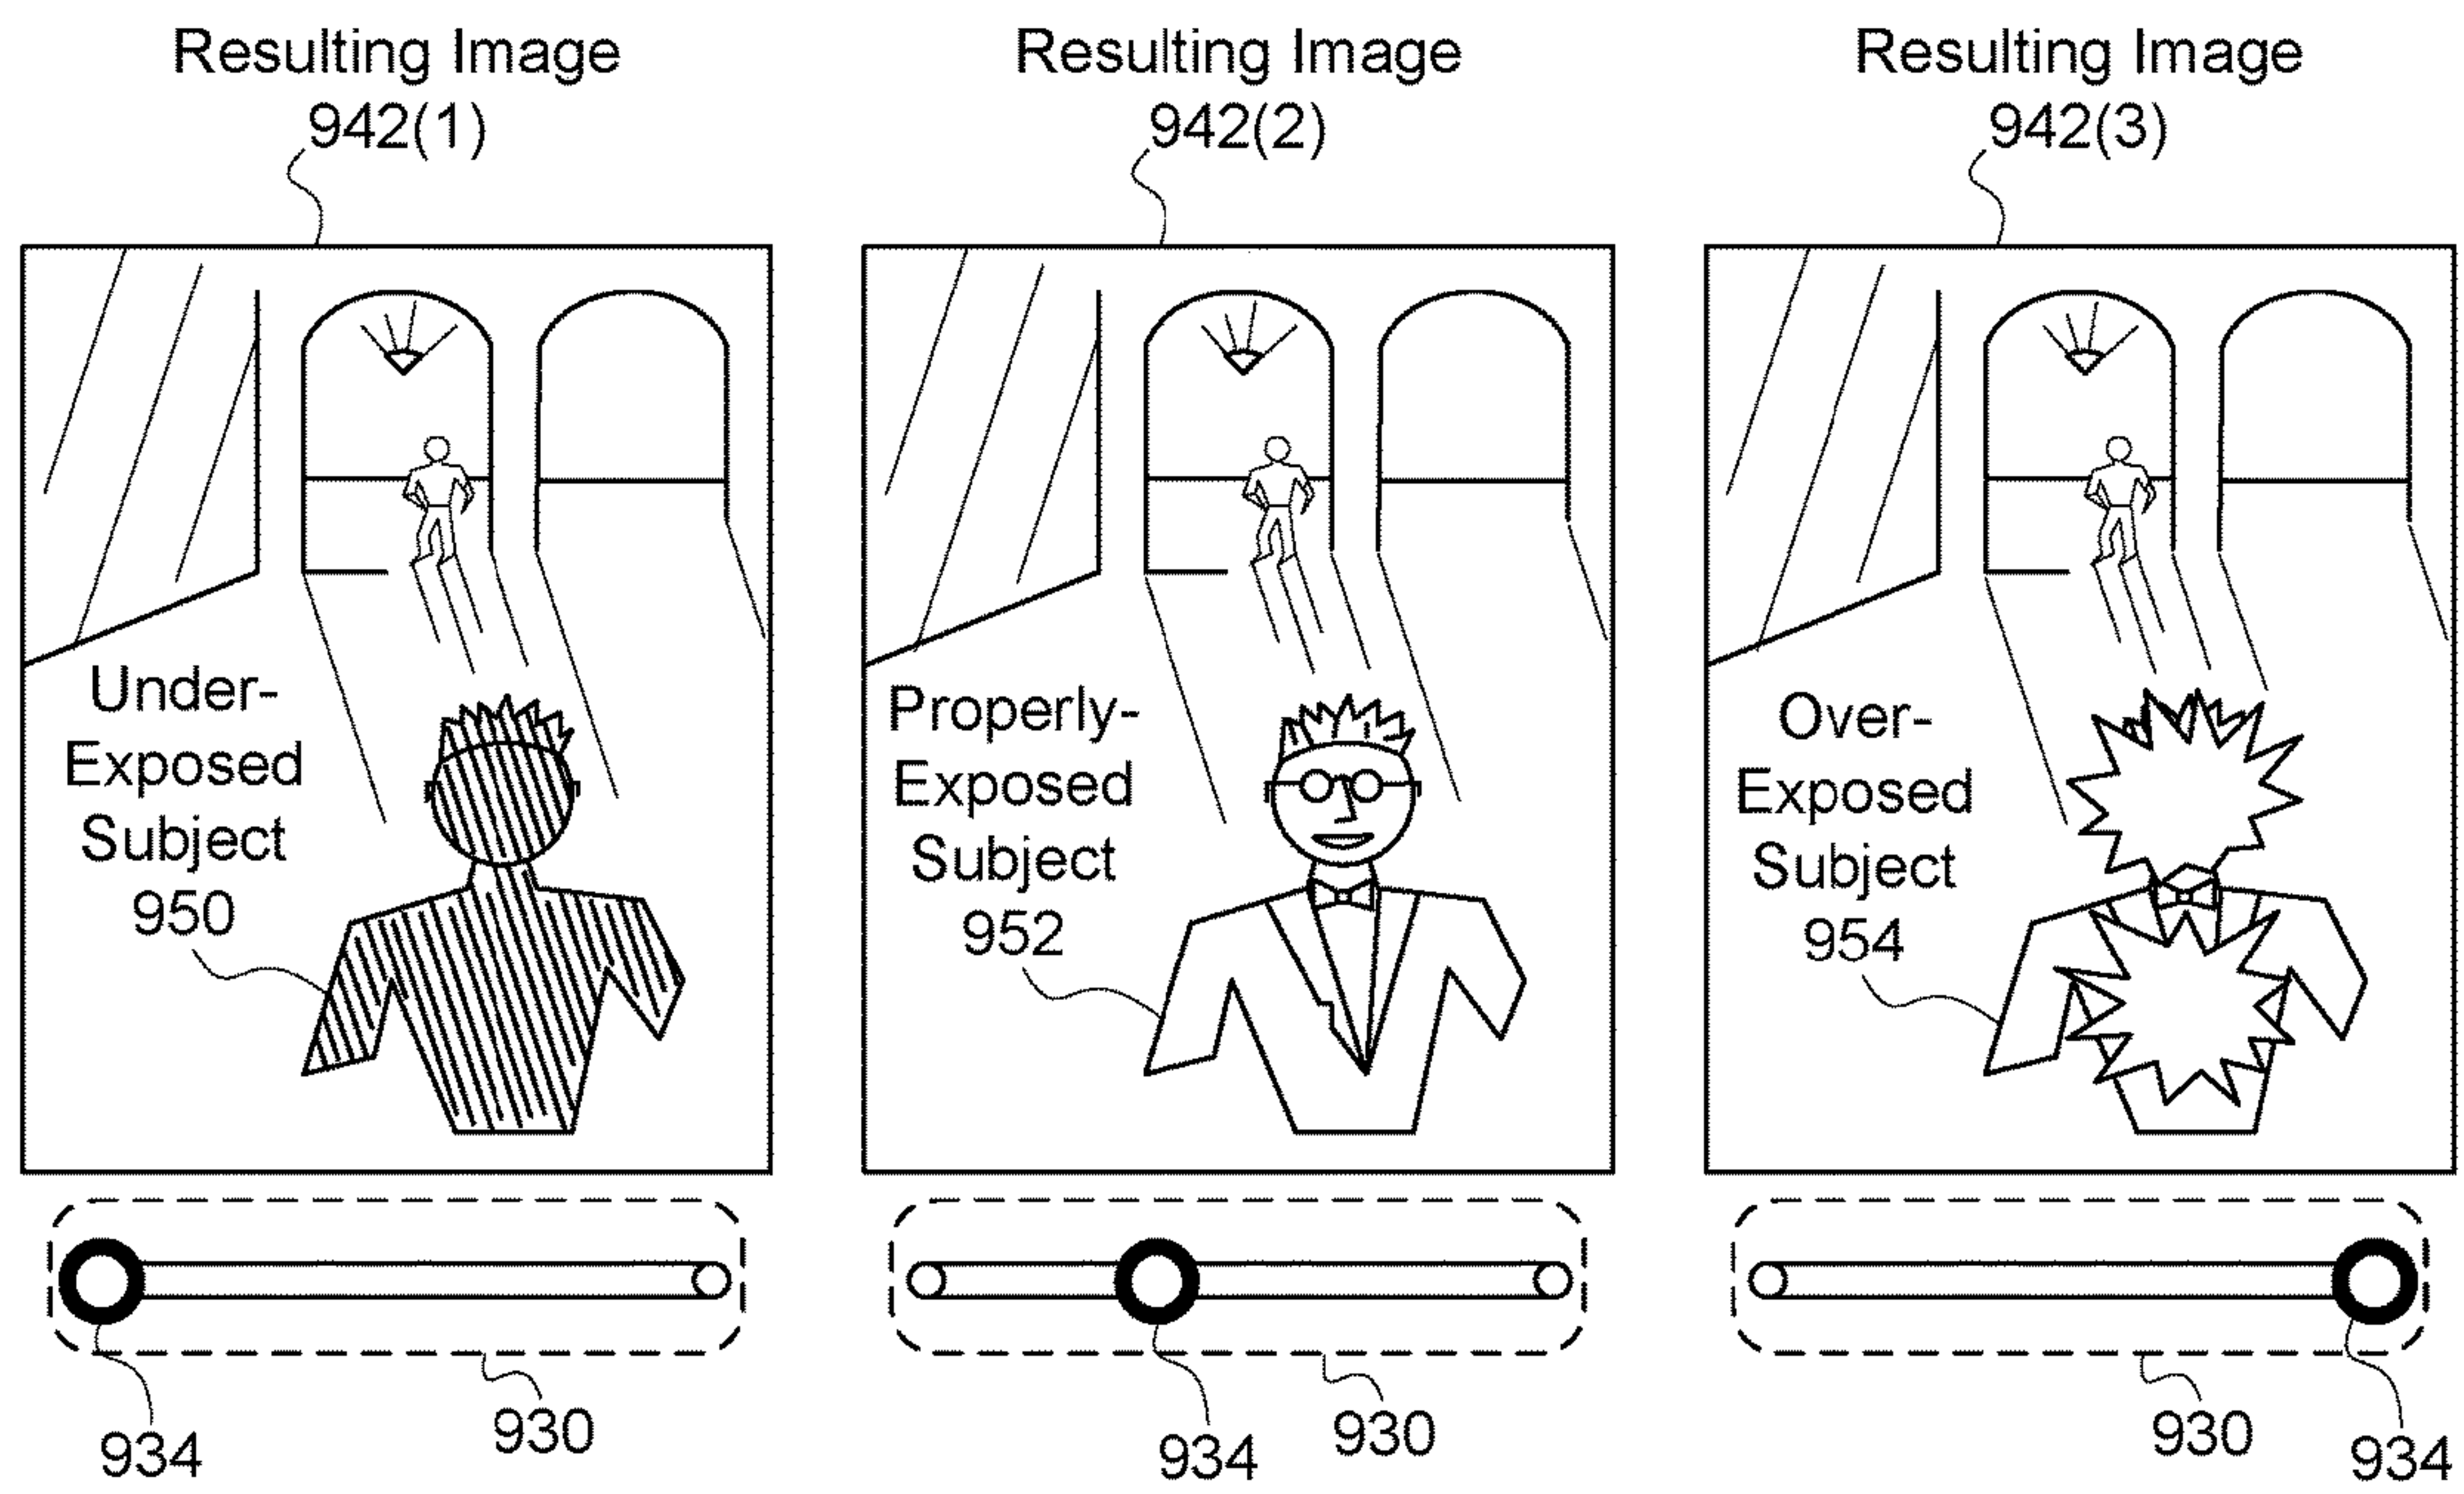 Resulting Image
942(1)
Resulting Image
942(2)
Resulting Image
942(3)
Under-
Exposed
Subject
950
Properly-
Exposed
Subject
952
Over-
Exposed
Subject
954
934
930
934
930
930
934